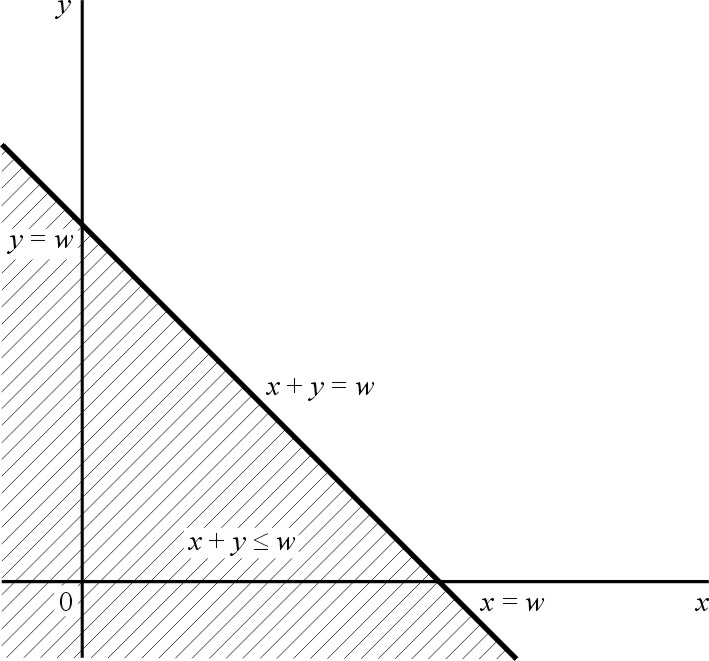 y
y = w
x + y = w
x + y ≤ w
0
x = w
x